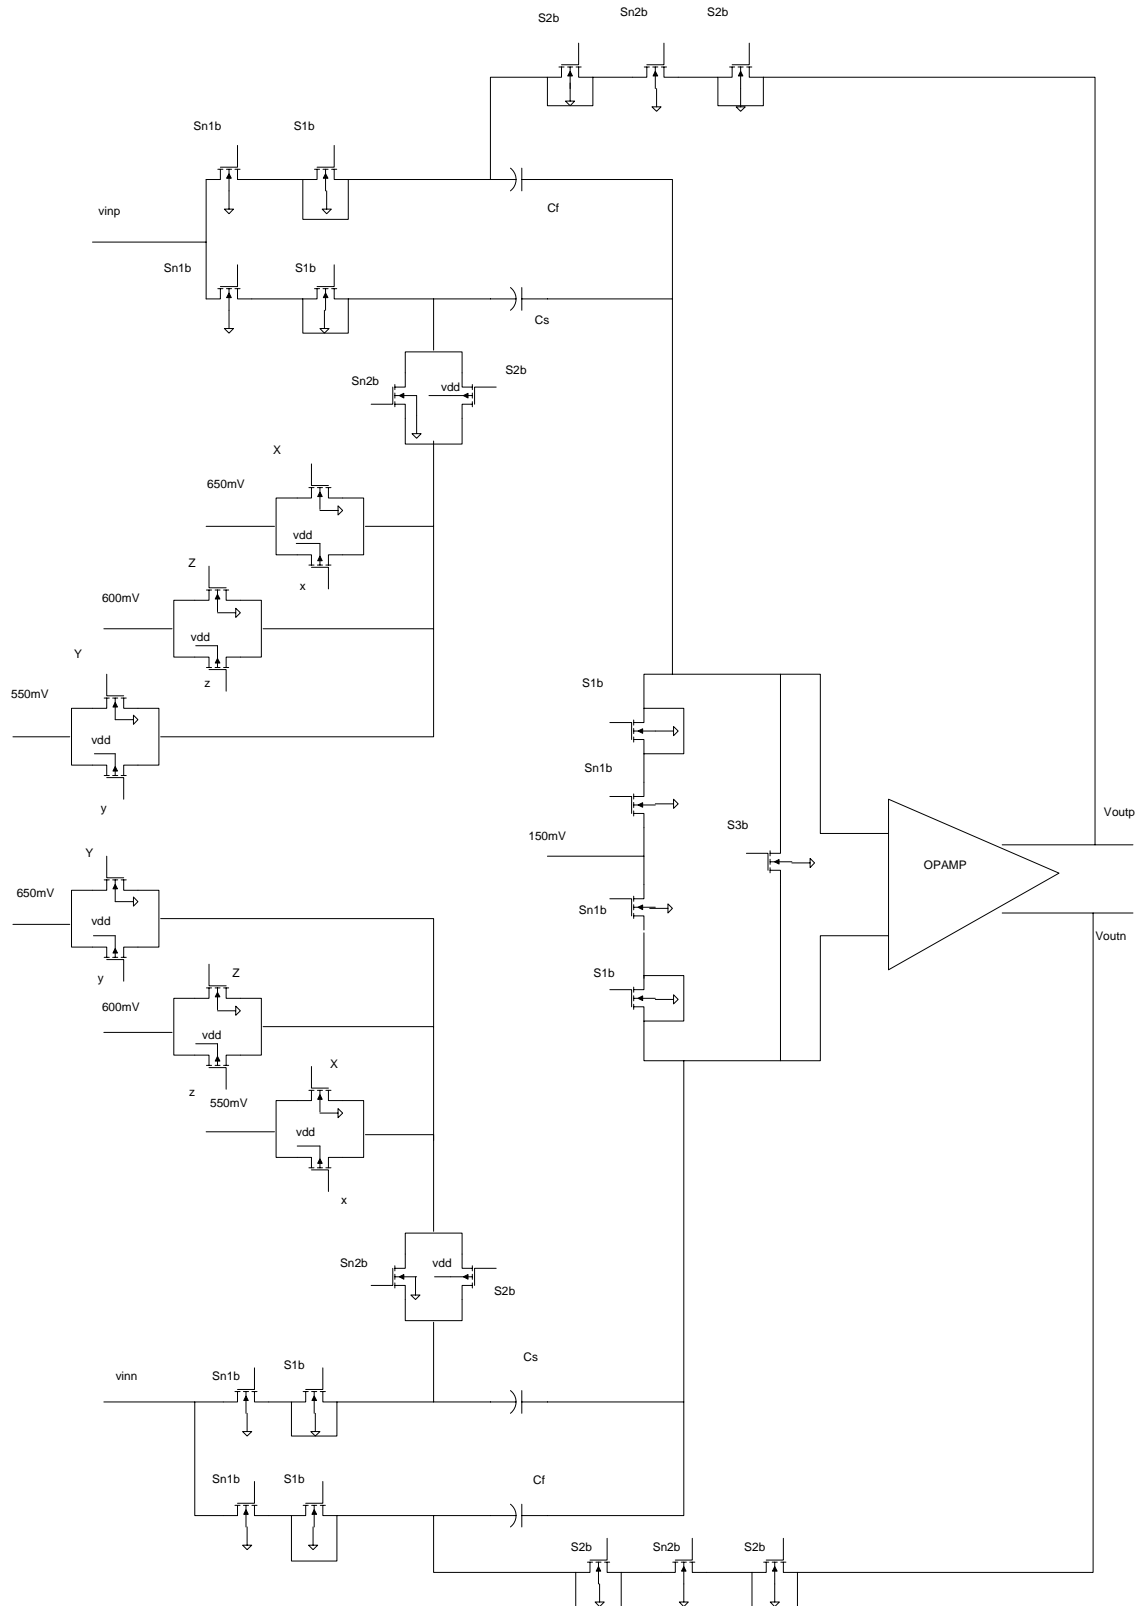 S2b Sn2b S2b
Sn1b S1b
Cf
vinp
Sn1b S1b
Cs
Sn2b vdd S2b
X
650mV
vdd
x
Z
600mV
vdd
z
Y
550mV
vdd
y
S1b
Sn1b
150mV
S3b
Sn1b
S1b
OPAMP
Voutp
Voutn
Y
650mV
vdd
y
Z
600mV
vdd
z
X
550mV
vdd
x
Sn2b vdd S2b
Cs
vinn Sn1b S1b
Sn1b S1b Cf
S2b Sn2b S2b